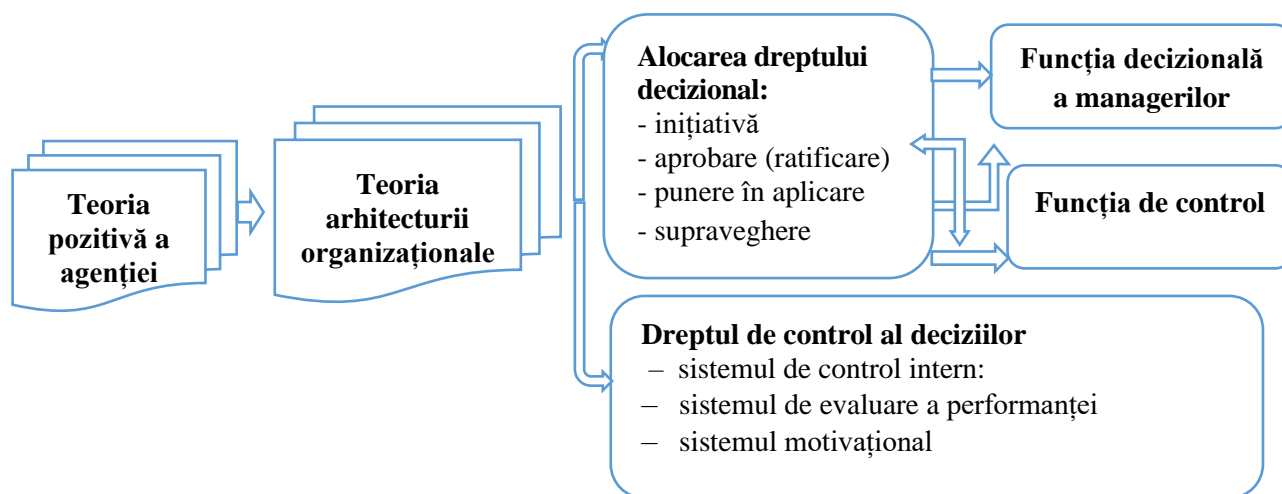 Teoria
pozitivă a
agenției
Teoria
arhitecturii
organizaționale
Alocarea dreptului
decizional:
- inițiativă
- aprobare (ratificare)
- punere în aplicare
- supraveghere
Funcția decizională
a managerilor
Funcția de control
Dreptul de control al deciziilor
– sistemul de control intern:
– sistemul de evaluare a performanței
– sistemul motivațional